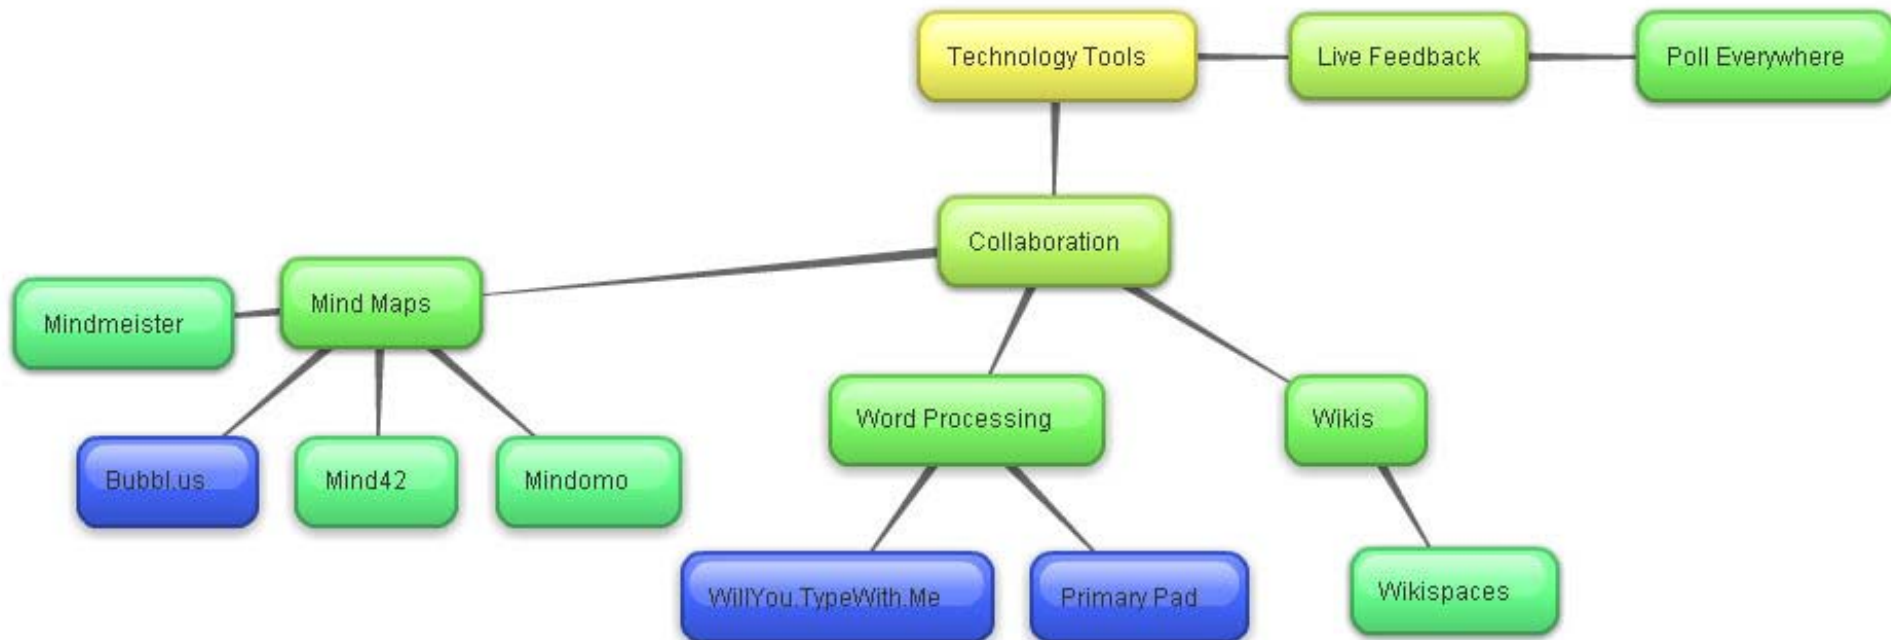 Technology Tools
Live Feedback
Poll Everywhere
Collaboration
Mind Maps
Mindmeister
Bubbl.us
Mind42
Mindomo
Word Processing
Wikis
WillYou.TypeWith.Me
Primary Pad
Wikispaces